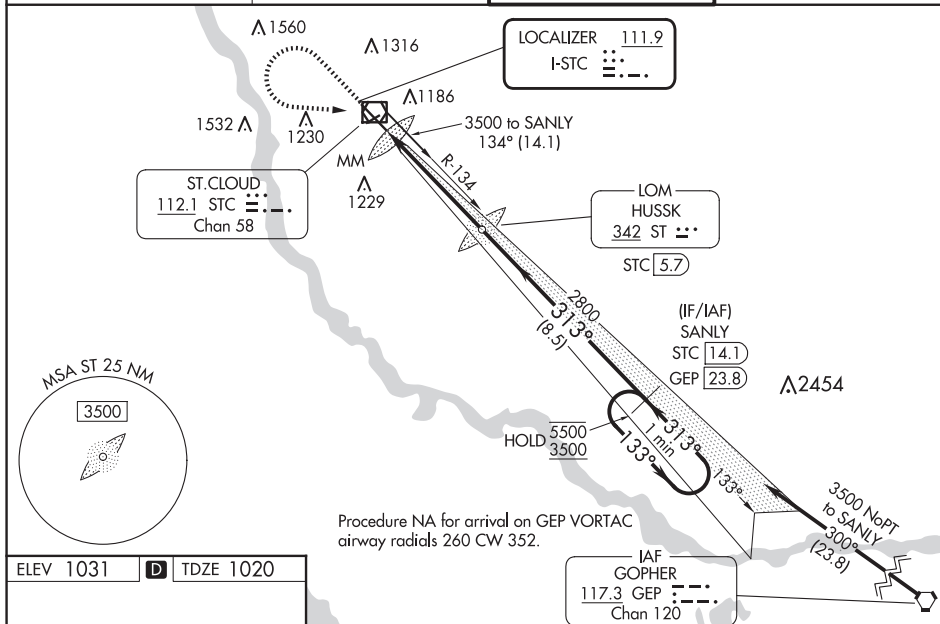 1560
1316
LOCALIZER 111.9
I-STC
1186
1532
1230
3500 to SANLY
134° (14.1)
MM
R-134
1229
ST.CLOUD
112.1 STC
Chan 58
LOM
HUSSK
342 ST
STC 5.7
2800
313°
(8.5)
(IF/IAF)
SANLY
STC 14.1
GEP 23.8
2454
MSA ST 25 NM
3500
HOLD 5500
3500
1 min
313°
133°
133°
3500 NoPT
to SANLY
300°
(23.8)
Procedure NA for arrival on GEP VORTAC
airway radials 260 CW 352.
IAF
GOPHER
117.3 GEP
Chan 120
ELEV 1031 D TDZE 1020